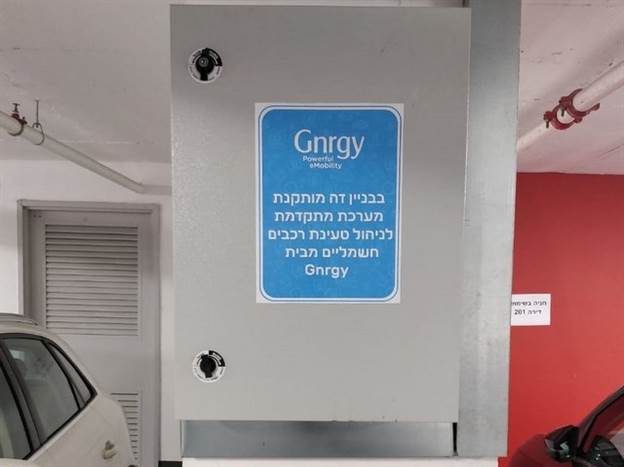 Gnrgy
Powerful
eMobility
בבניין זה מותקנת
מערכת מתקדמת
לניהול טעינת רכבים
חשמליים מבית
Gnrgy
חניה בשימוש
דירה 201